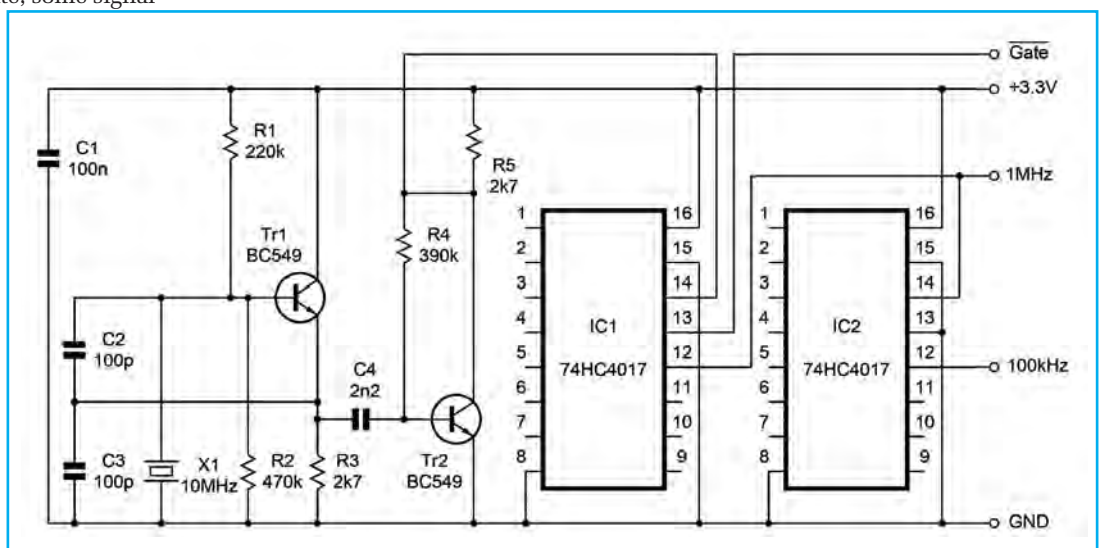 some signal
Gate
+3.3V
C1
100n
R1
220k
R5
2k7
1MHz
Tr1
BC549
R4
390k
1
2
3
4
5
6
7
8
16
15
14
13
12
11
10
9
IC1
74HC4017
1
2
3
4
5
6
7
8
16
15
14
13
12
11
10
9
IC2
74HC4017
C2
100p
C4
2n2
100kHz
C3
100p
X1
10MHz
R2
470k
R3
2k7
Tr2
BC549
GND